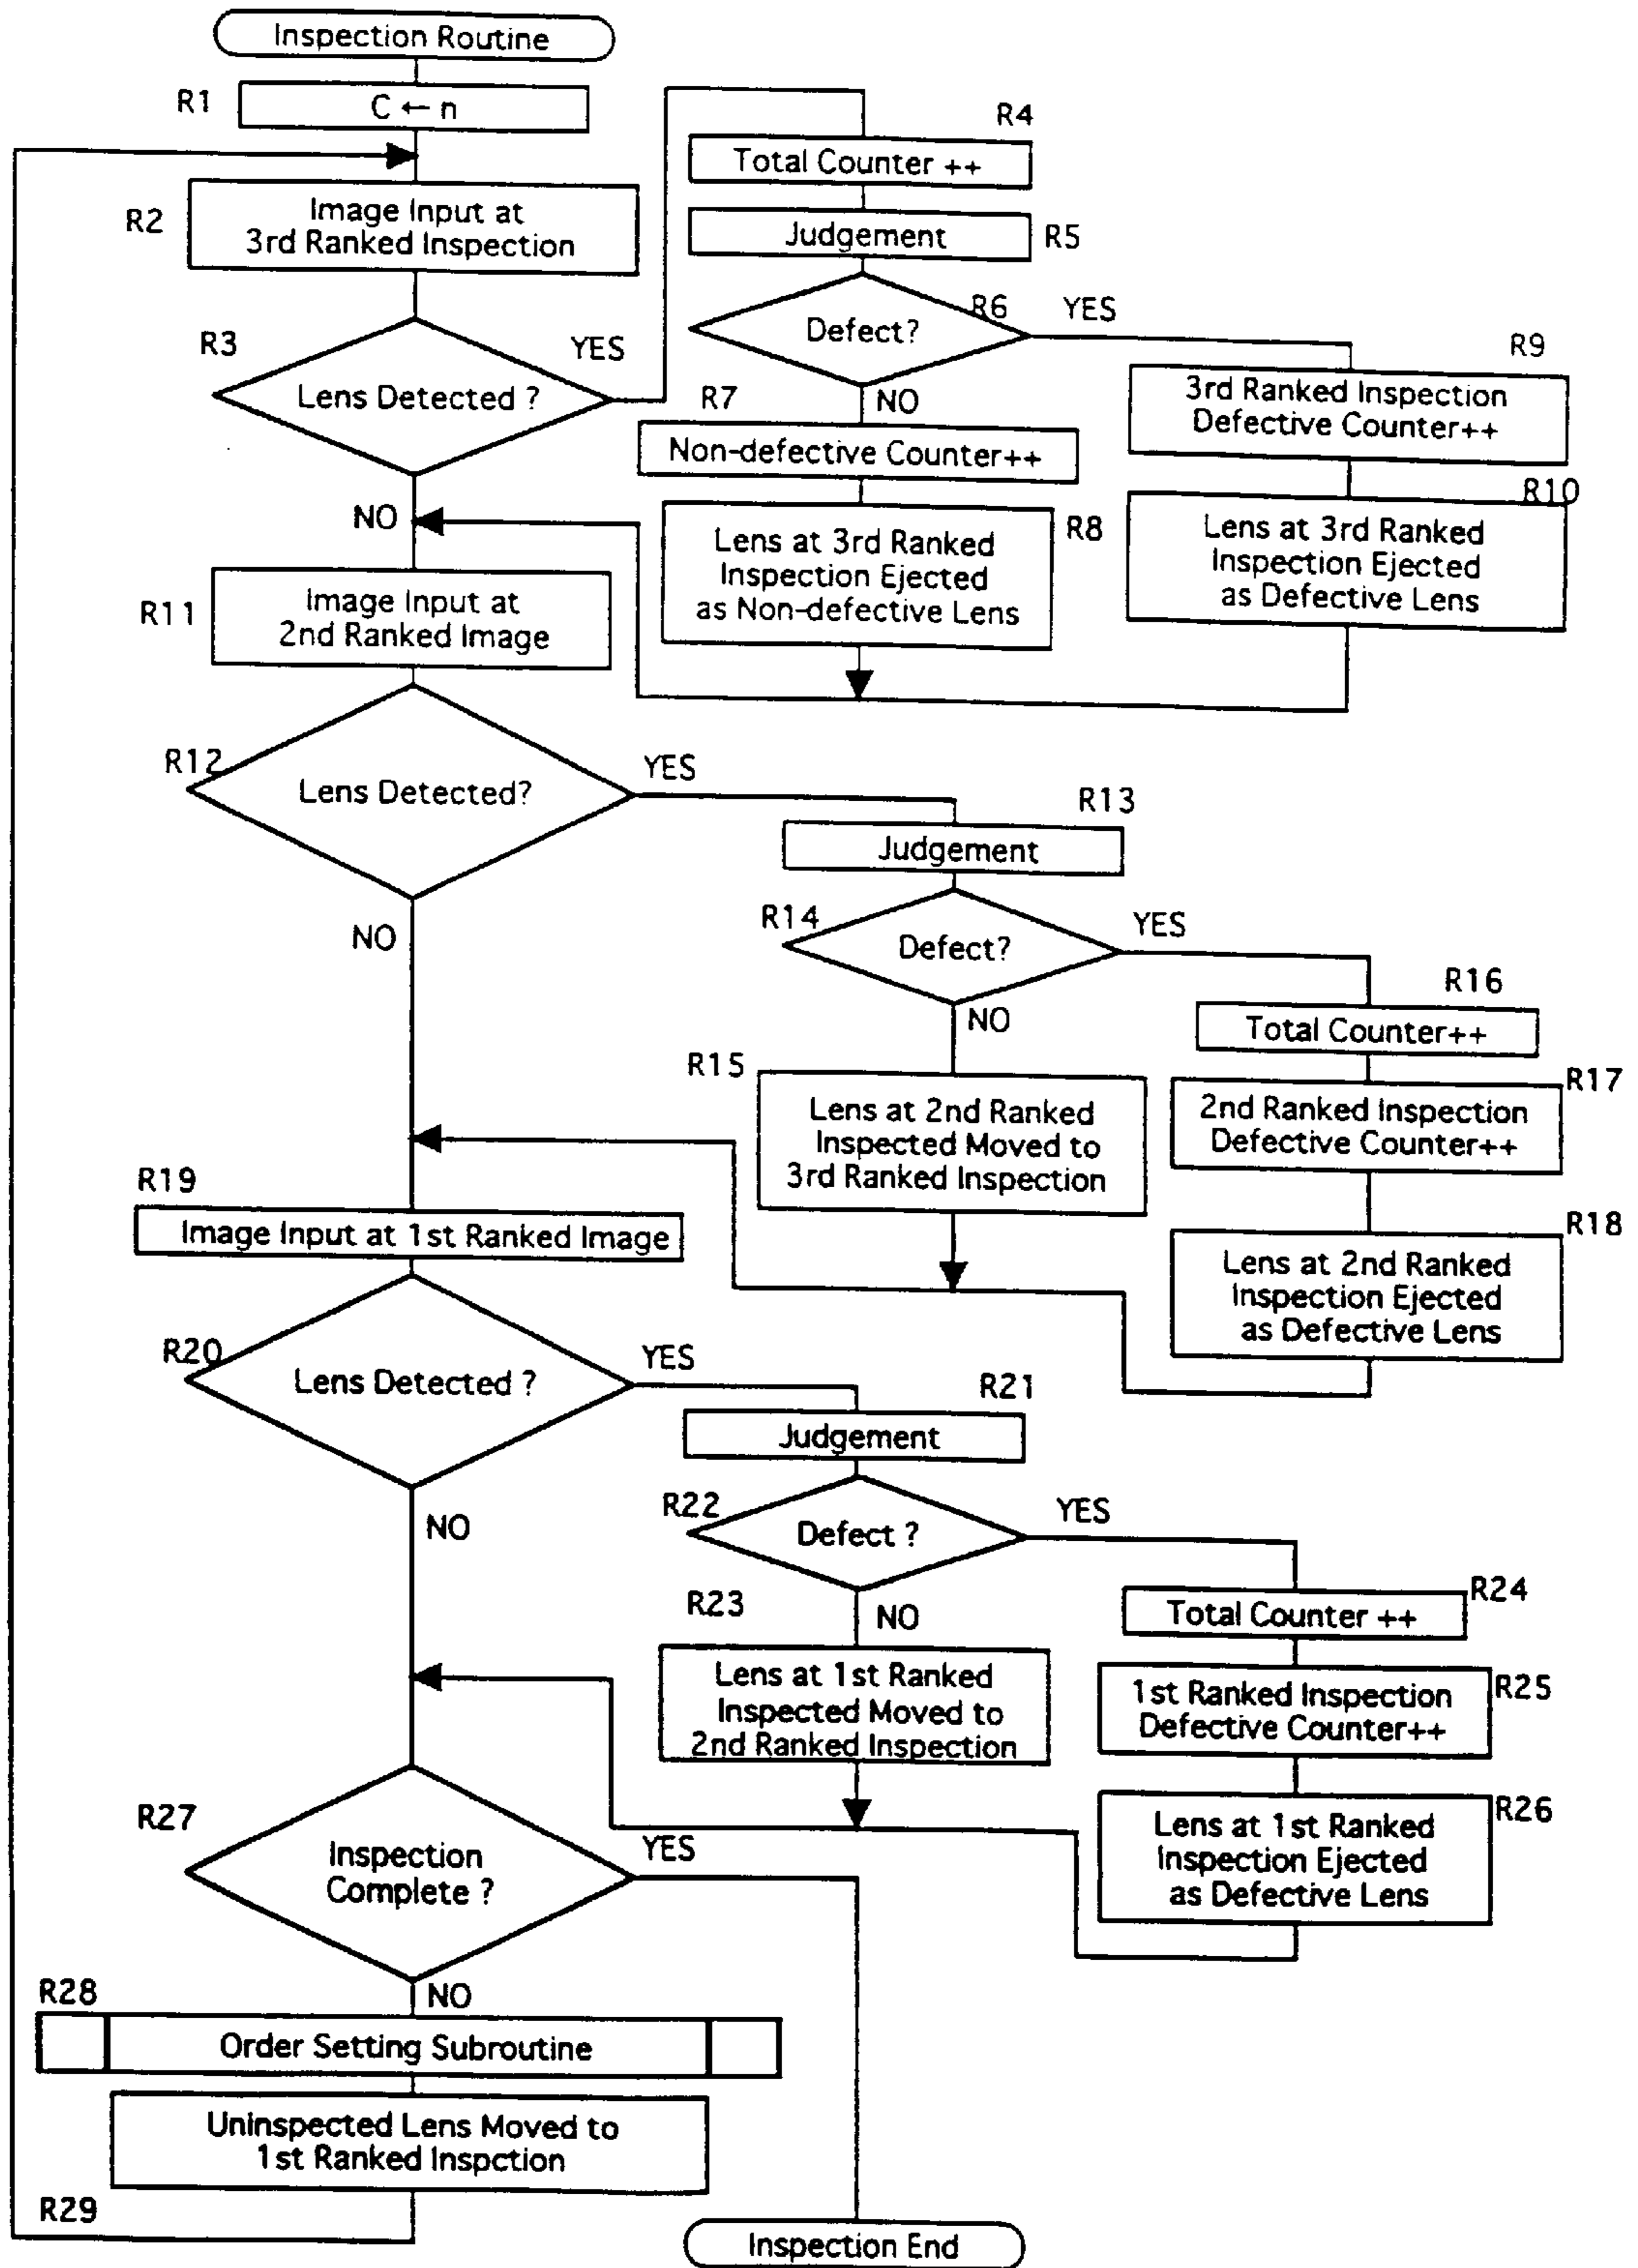 Inspection Routine
R1
C ← n
R2
Image Input at
3rd Ranked Inspection
R3
Lens Detected ?
YES
NO
R4
Total Counter ++
Judgement
R5
R6
Defect?
YES
NO
R7
Non-defective Counter++
R8
Lens at 3rd Ranked
Inspection Ejected
as Non-defective Lens
R9
3rd Ranked Inspection
Defective Counter++
R10
Lens at 3rd Ranked
Inspection Ejected
as Defective Lens
R11
Image Input at
2nd Ranked Image
R12
Lens Detected?
YES
NO
R13
Judgement
R14
Defect?
YES
NO
R15
Lens at 2nd Ranked
Inspected Moved to
3rd Ranked Inspection
R16
Total Counter++
R17
2nd Ranked Inspection
Defective Counter++
R18
Lens at 2nd Ranked
Inspection Ejected
as Defective Lens
R19
Image Input at 1st Ranked Image
R20
Lens Detected ?
YES
NO
R21
Judgement
R22
Defect ?
YES
NO
R23
Lens at 1st Ranked
Inspected Moved to
2nd Ranked Inspection
R24
Total Counter ++
R25
1st Ranked Inspection
Defective Counter++
R26
Lens at 1st Ranked
Inspection Ejected
as Defective Lens
R27
Inspection
Complete ?
YES
NO
R28
Order Setting Subroutine
Uninspected Lens Moved to
1st Ranked Inspction
R29
Inspection End